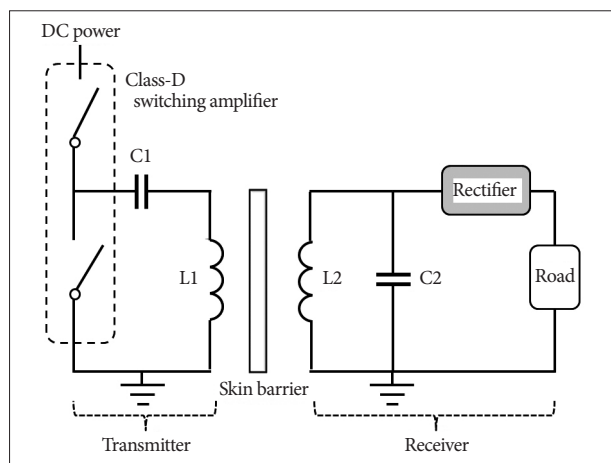 DC power
Class-D
switching amplifier
C1
Rectifier
L1
L2
C2
Road
Skin barrier
Transmitter
Receiver